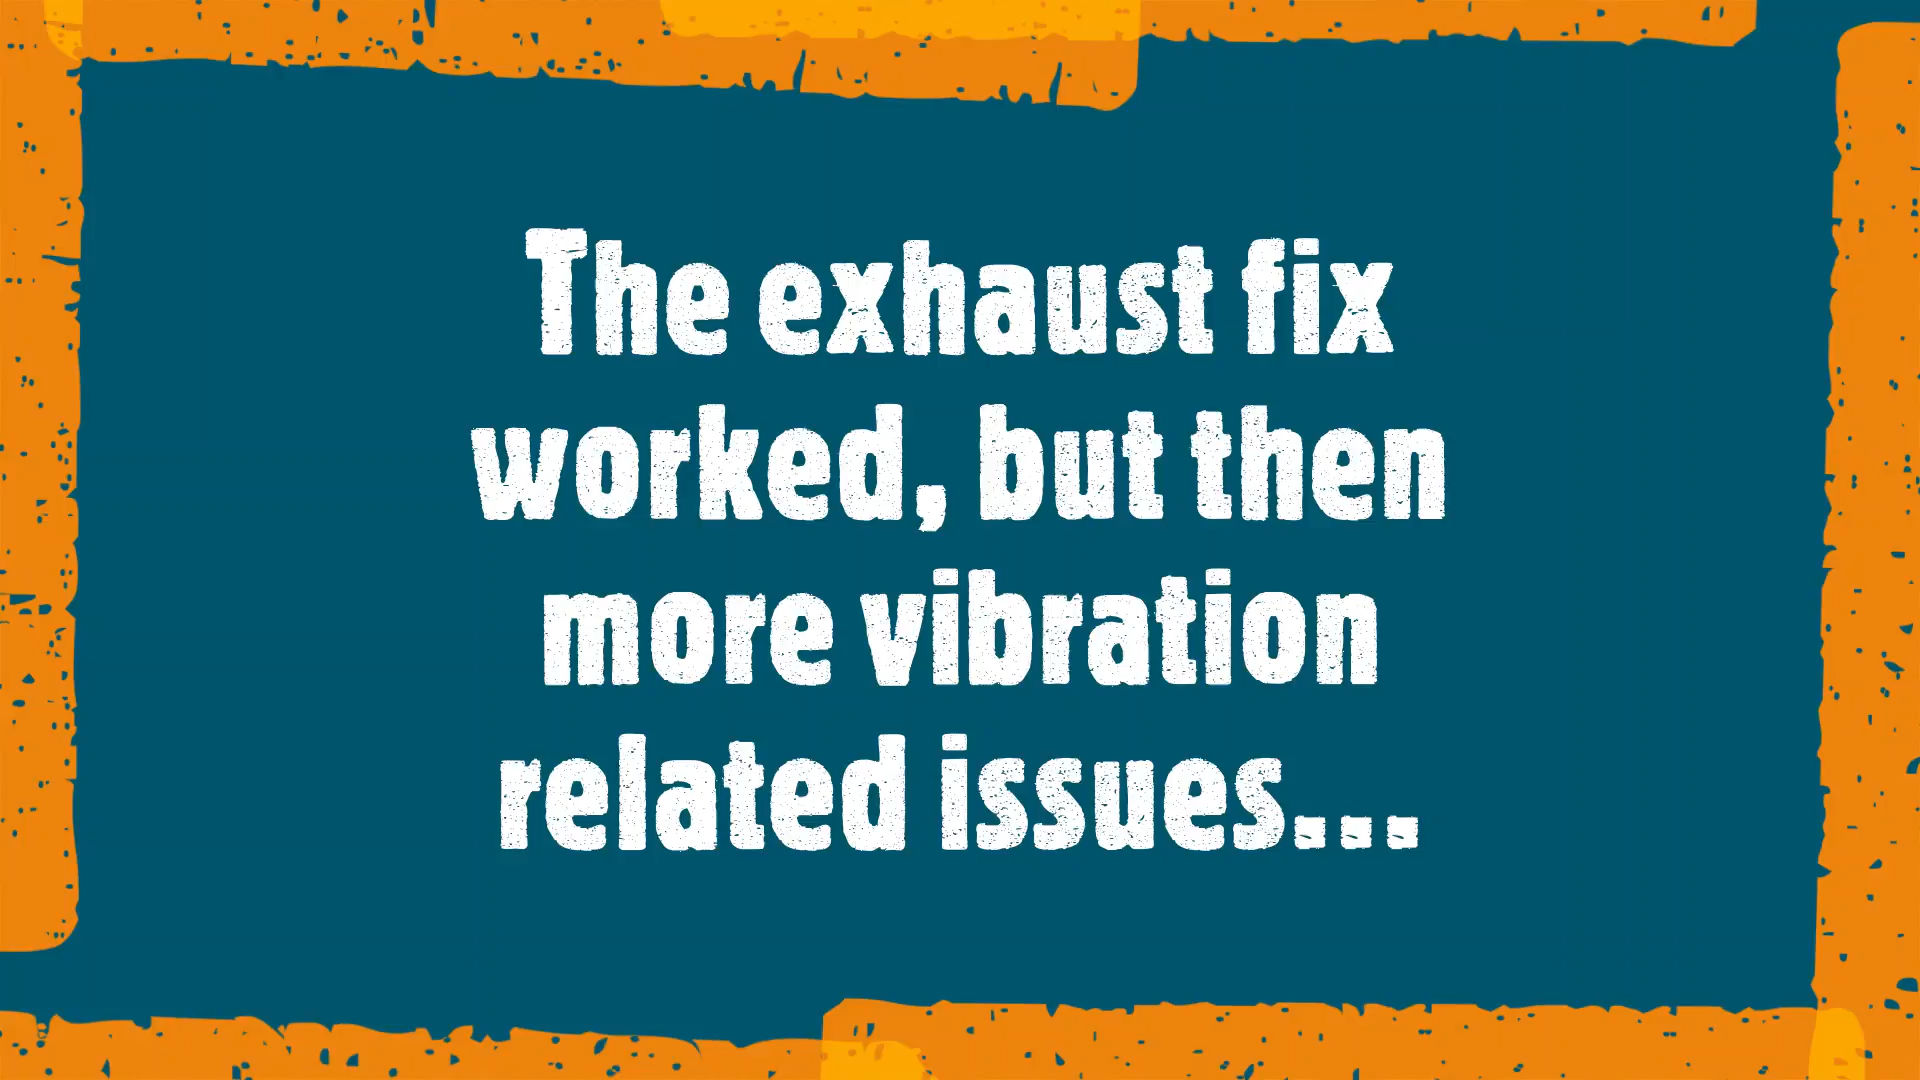 The exhaust fix
worked, but then
more vibration
related issues...